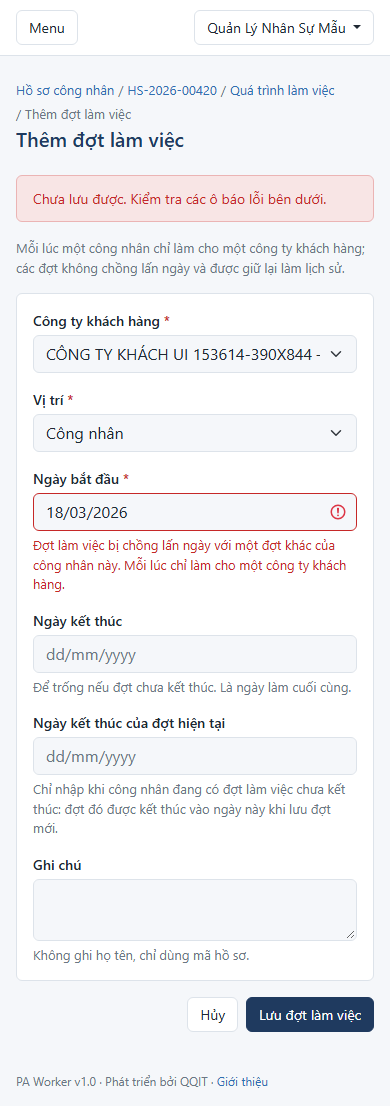 Menu
Quản Lý Nhân Sự Mẫu
Hồ sơ công nhân / HS-2026-00420 / Quá trình làm việc
/ Thêm đợt làm việc
Thêm đợt làm việc
Chưa lưu được. Kiểm tra các ô báo lỗi bên dưới.
Mỗi lúc một công nhân chỉ làm cho một công ty khách hàng;
các đợt không chồng lấn ngày và được giữ lại làm lịch sử.
Công ty khách hàng *
CÔNG TY KHÁCH UI 153614-390X844 -
Vị trí *
Công nhân
Ngày bắt đầu *
18/03/2026
Đợt làm việc bị chồng lấn ngày với một đợt khác của
công nhân này. Mỗi lúc chỉ làm cho một công ty khách
hàng.
Ngày kết thúc
dd/mm/yyyy
Để trống nếu đợt chưa kết thúc. Là ngày làm cuối cùng.
Ngày kết thúc của đợt hiện tại
dd/mm/yyyy
Chỉ nhập khi công nhân đang có đợt làm việc chưa kết
thúc: đợt đó được kết thúc vào ngày này khi lưu đợt
mới.
Ghi chú
Không ghi họ tên, chỉ dùng mã hồ sơ.
Hủy
Lưu đợt làm việc
PA Worker v1.0 · Phát triển bởi QQIT · Giới thiệu